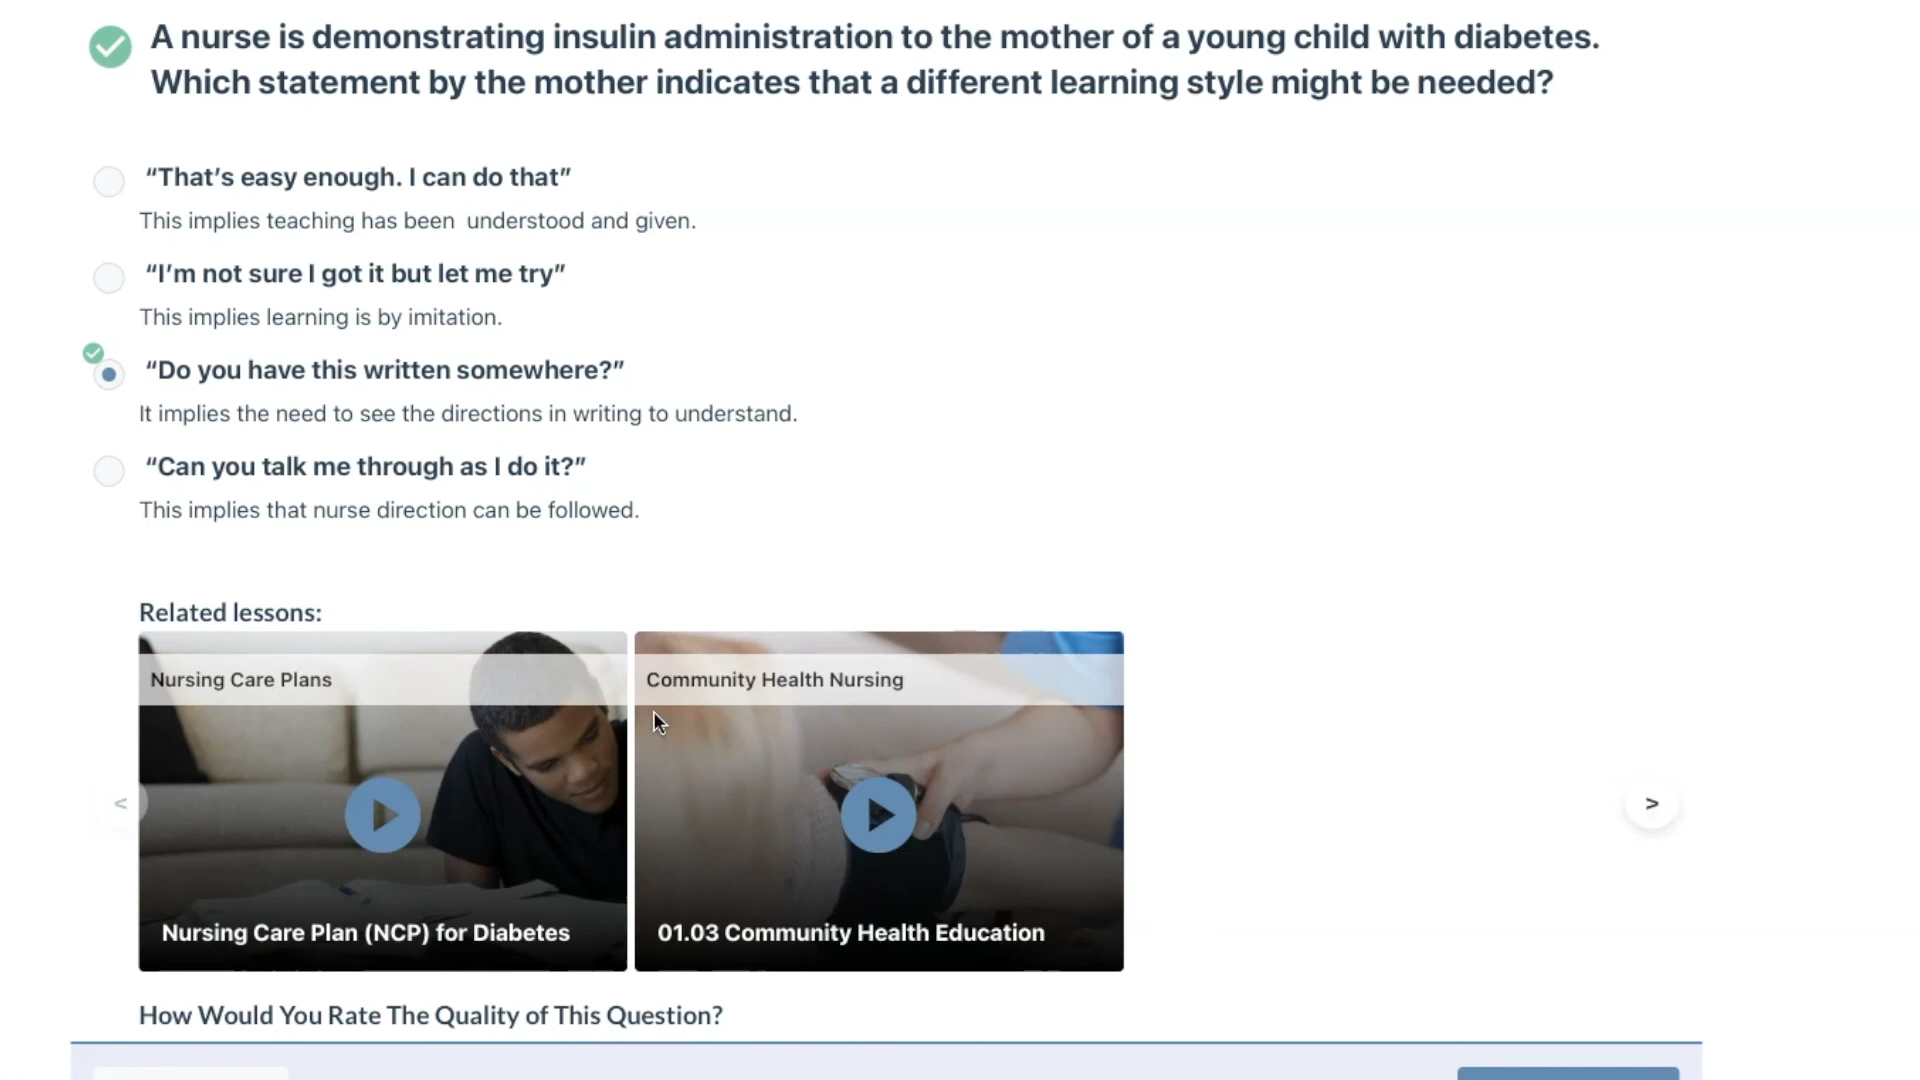 A nurse is demonstrating insulin administration to the mother of a young child with diabetes.
Which statement by the mother indicates that a different learning style might be needed?
“That’s easy enough. I can do that”
This implies teaching has been  understood and given.
“I’m not sure I got it but let me try”
This implies learning is by imitation.
“Do you have this written somewhere?”
It implies the need to see the directions in writing to understand.
“Can you talk me through as I do it?”
This implies that nurse direction can be followed.
Related lessons:
Nursing Care Plans
Community Health Nursing
<
>
Nursing Care Plan (NCP) for Diabetes
01.03 Community Health Education
How Would You Rate The Quality of This Question?